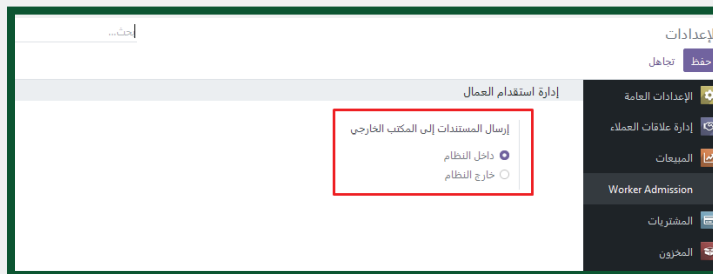 الإعدادات
بحث...
حفظ تجاهل
الإعدادات العامة
إدارة علاقات العملاء
المبيعات
Worker Admission
المشتريات
المخزون
إدارة استقدام العمال
إرسال المستندات إلى المكتب الخارجي
داخل النظام
خارج النظام